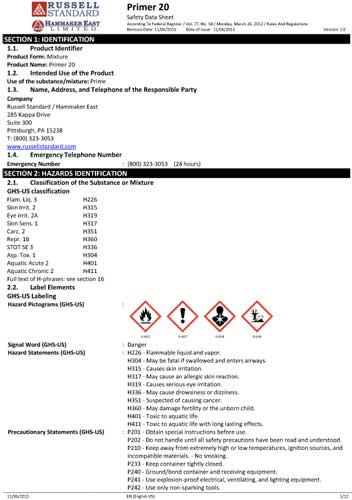 RUSSELL
STANDARD
HAMMAKER EAST
LIMITED
Primer 20
Safety Data Sheet
According To Federal Register / Vol. 77, No. 58 / Monday, March 26, 2012 / Rules And Regulations
Revision Date: 11/06/2015 Date of issue: 11/06/2015 Version: 1.0
SECTION 1: IDENTIFICATION
1.1. Product Identifier
Product Form: Mixture
Product Name: Primer 20
1.2. Intended Use of the Product
Use of the substance/mixture: Prime
1.3. Name, Address, and Telephone of the Responsible Party
Company
Russell Standard / Hammaker East
285 Kappa Drive
Suite 300
Pittsburgh, PA 15238
T: (800) 323-3053
www.russellstandard.com
1.4. Emergency Telephone Number
Emergency Number : (800) 323-3053 (24 hours)
SECTION 2: HAZARDS IDENTIFICATION
2.1. Classification of the Substance or Mixture
GHS-US classification
Flam. Liq. 3 H226
Skin Irrit. 2 H315
Eye Irrit. 2A H319
Skin Sens. 1 H317
Carc. 2 H351
Repr. 1B H360
STOT SE 3 H336
Asp. Tox. 1 H304
Aquatic Acute 2 H401
Aquatic Chronic 2 H411
Full text of H-phrases: see section 16
2.2. Label Elements
GHS-US Labeling
Hazard Pictograms (GHS-US) :
GHS02 GHS07 GHS08 GHS09
Signal Word (GHS-US) : Danger
Hazard Statements (GHS-US) : H226 - Flammable liquid and vapor.
H304 - May be fatal if swallowed and enters airways.
H315 - Causes skin irritation.
H317 - May cause an allergic skin reaction.
H319 - Causes serious eye irritation.
H336 - May cause drowsiness or dizziness.
H351 - Suspected of causing cancer.
H360 - May damage fertility or the unborn child.
H401 - Toxic to aquatic life.
H411 - Toxic to aquatic life with long lasting effects.
Precautionary Statements (GHS-US) : P201 - Obtain special instructions before use.
P202 - Do not handle until all safety precautions have been read and understood.
P210 - Keep away from extremely high or low temperatures, ignition sources, and
incompatible materials. - No smoking.
P233 - Keep container tightly closed.
P240 - Ground/bond container and receiving equipment.
P241 - Use explosion-proof electrical, ventilating, and lighting equipment.
P242 - Use only non-sparking tools.
11/06/2015 EN (English US) 1/12